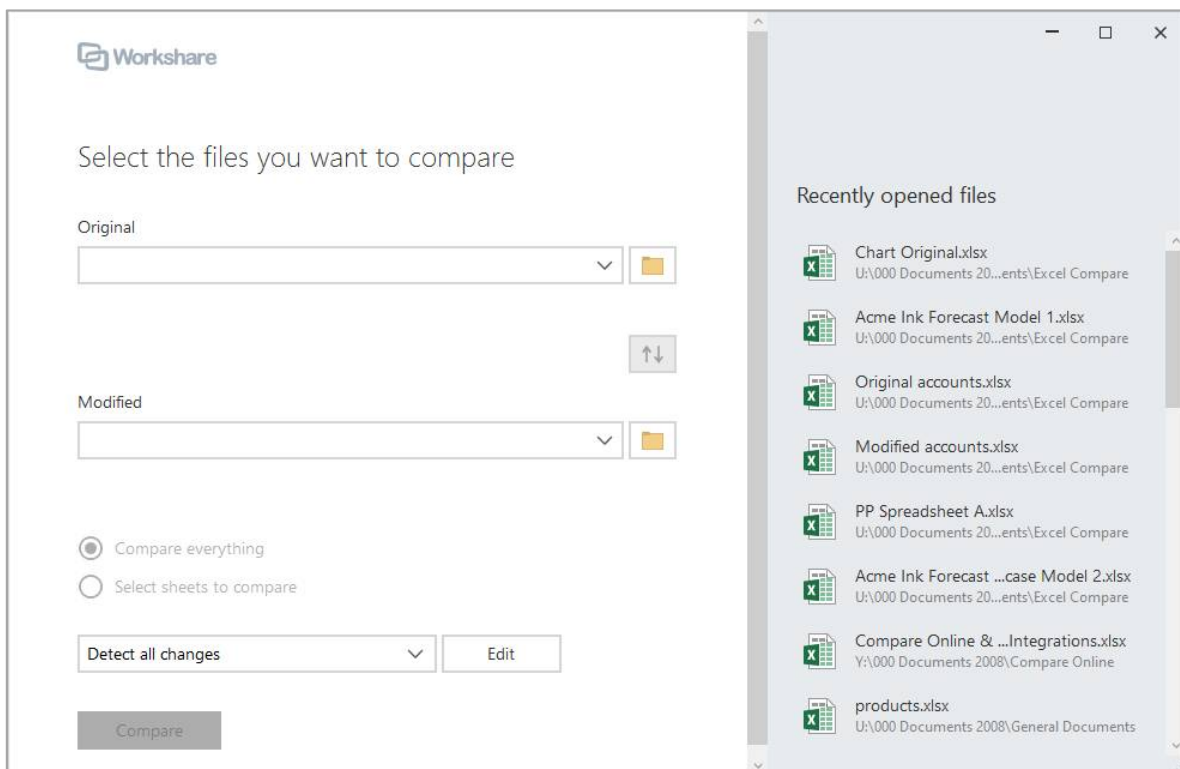 Workshare
Select the files you want to compare
Original
Modified
Compare everything
Select sheets to compare
Detect all changes
Edit
Compare
Recently opened files
Chart Original.xlsx
U:\000 Documents 20...ents\Excel Compare
Acme Ink Forecast Model 1.xlsx
U:\000 Documents 20...ents\Excel Compare
Original accounts.xlsx
U:\000 Documents 20...ents\Excel Compare
Modified accounts.xlsx
U:\000 Documents 20...ents\Excel Compare
PP Spreadsheet A.xlsx
U:\000 Documents 20...ents\Excel Compare
Acme Ink Forecast ...case Model 2.xlsx
U:\000 Documents 20...ents\Excel Compare
Compare Online & ...Integrations.xlsx
Y:\000 Documents 2008\Compare Online
products.xlsx
U:\000 Documents 2008\General Documents